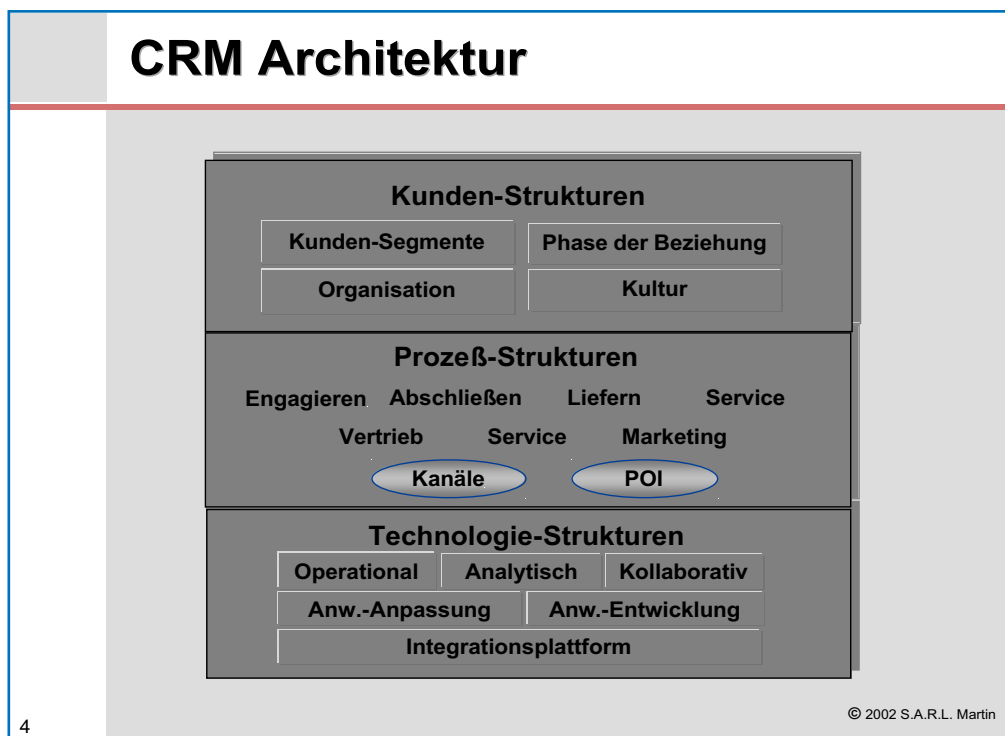 CRM Architektur
Kunden-Strukturen
Kunden-Segmente Phase der Beziehung
Organisation Kultur
Prozeß-Strukturen
Engagieren Abschließen Liefern Service
Vertrieb Service Marketing
Kanäle POI
Technologie-Strukturen
Operational Analytisch Kollaborativ
Anw.-Anpassung Anw.-Entwicklung
Integrationsplattform
4
© 2002 S.A.R.L. Martin